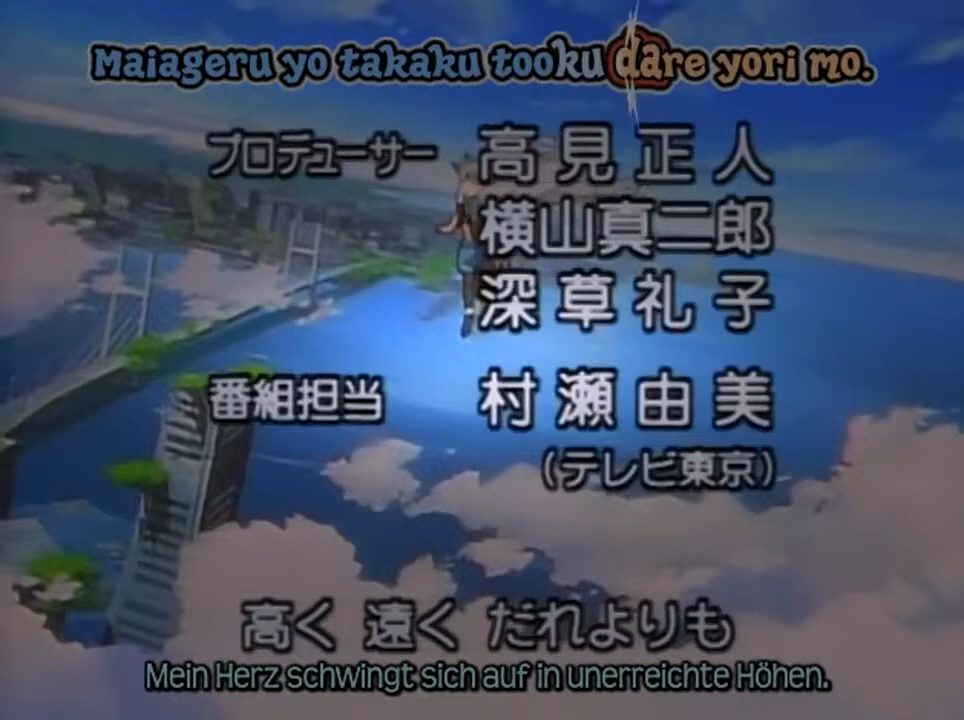 Maiageru yo takaku tooku dare yori mo.
プロデューサー 高見正人
横山真二郎
深草礼子
番組担当 村瀬由美
(テレビ東京)
高く 遠く だれよりも
Mein Herz schwingt sich auf in unerreichte Höhen.